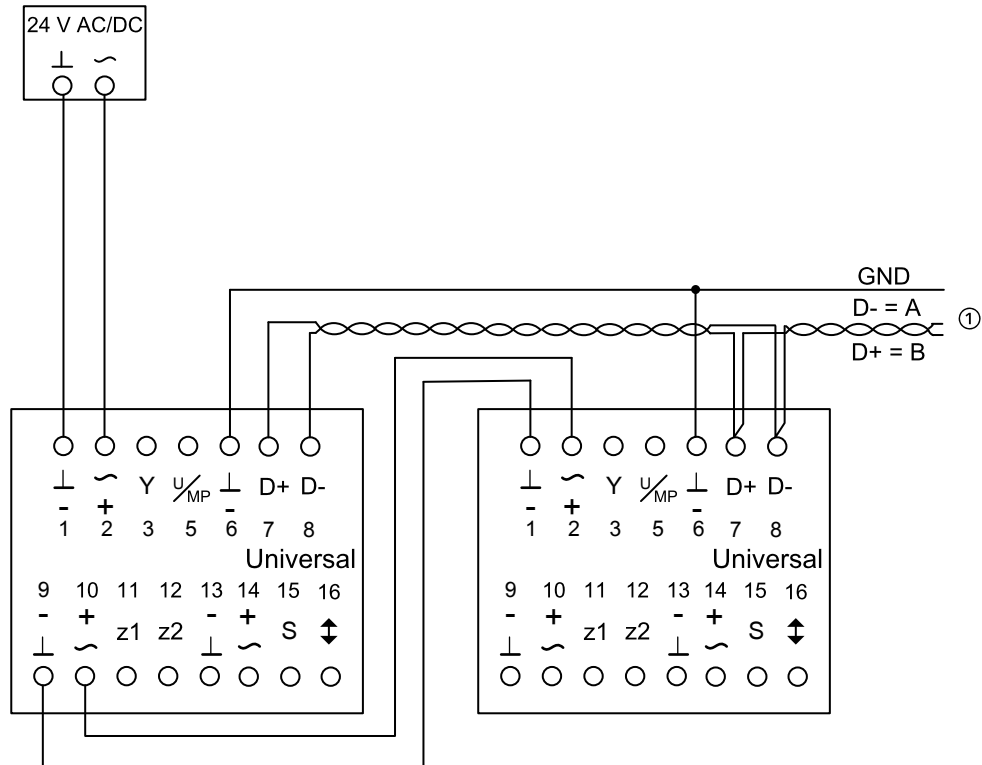 24 V AC/DC
⊥ ~
GND
D- = A
①
D+ = B
⊥ ~ Y U/MP ⊥ D+ D-
- + -
1 2 3 5 6 7 8
Universal
9 10 11 12 13 14 15 16
- + z1 z2 - + S ↕
⊥ ~ ⊥ ~
⊥ ~ Y U/MP ⊥ D+ D-
- + -
1 2 3 5 6 7 8
Universal
9 10 11 12 13 14 15 16
- + z1 z2 - + S ↕
⊥ ~ ⊥ ~